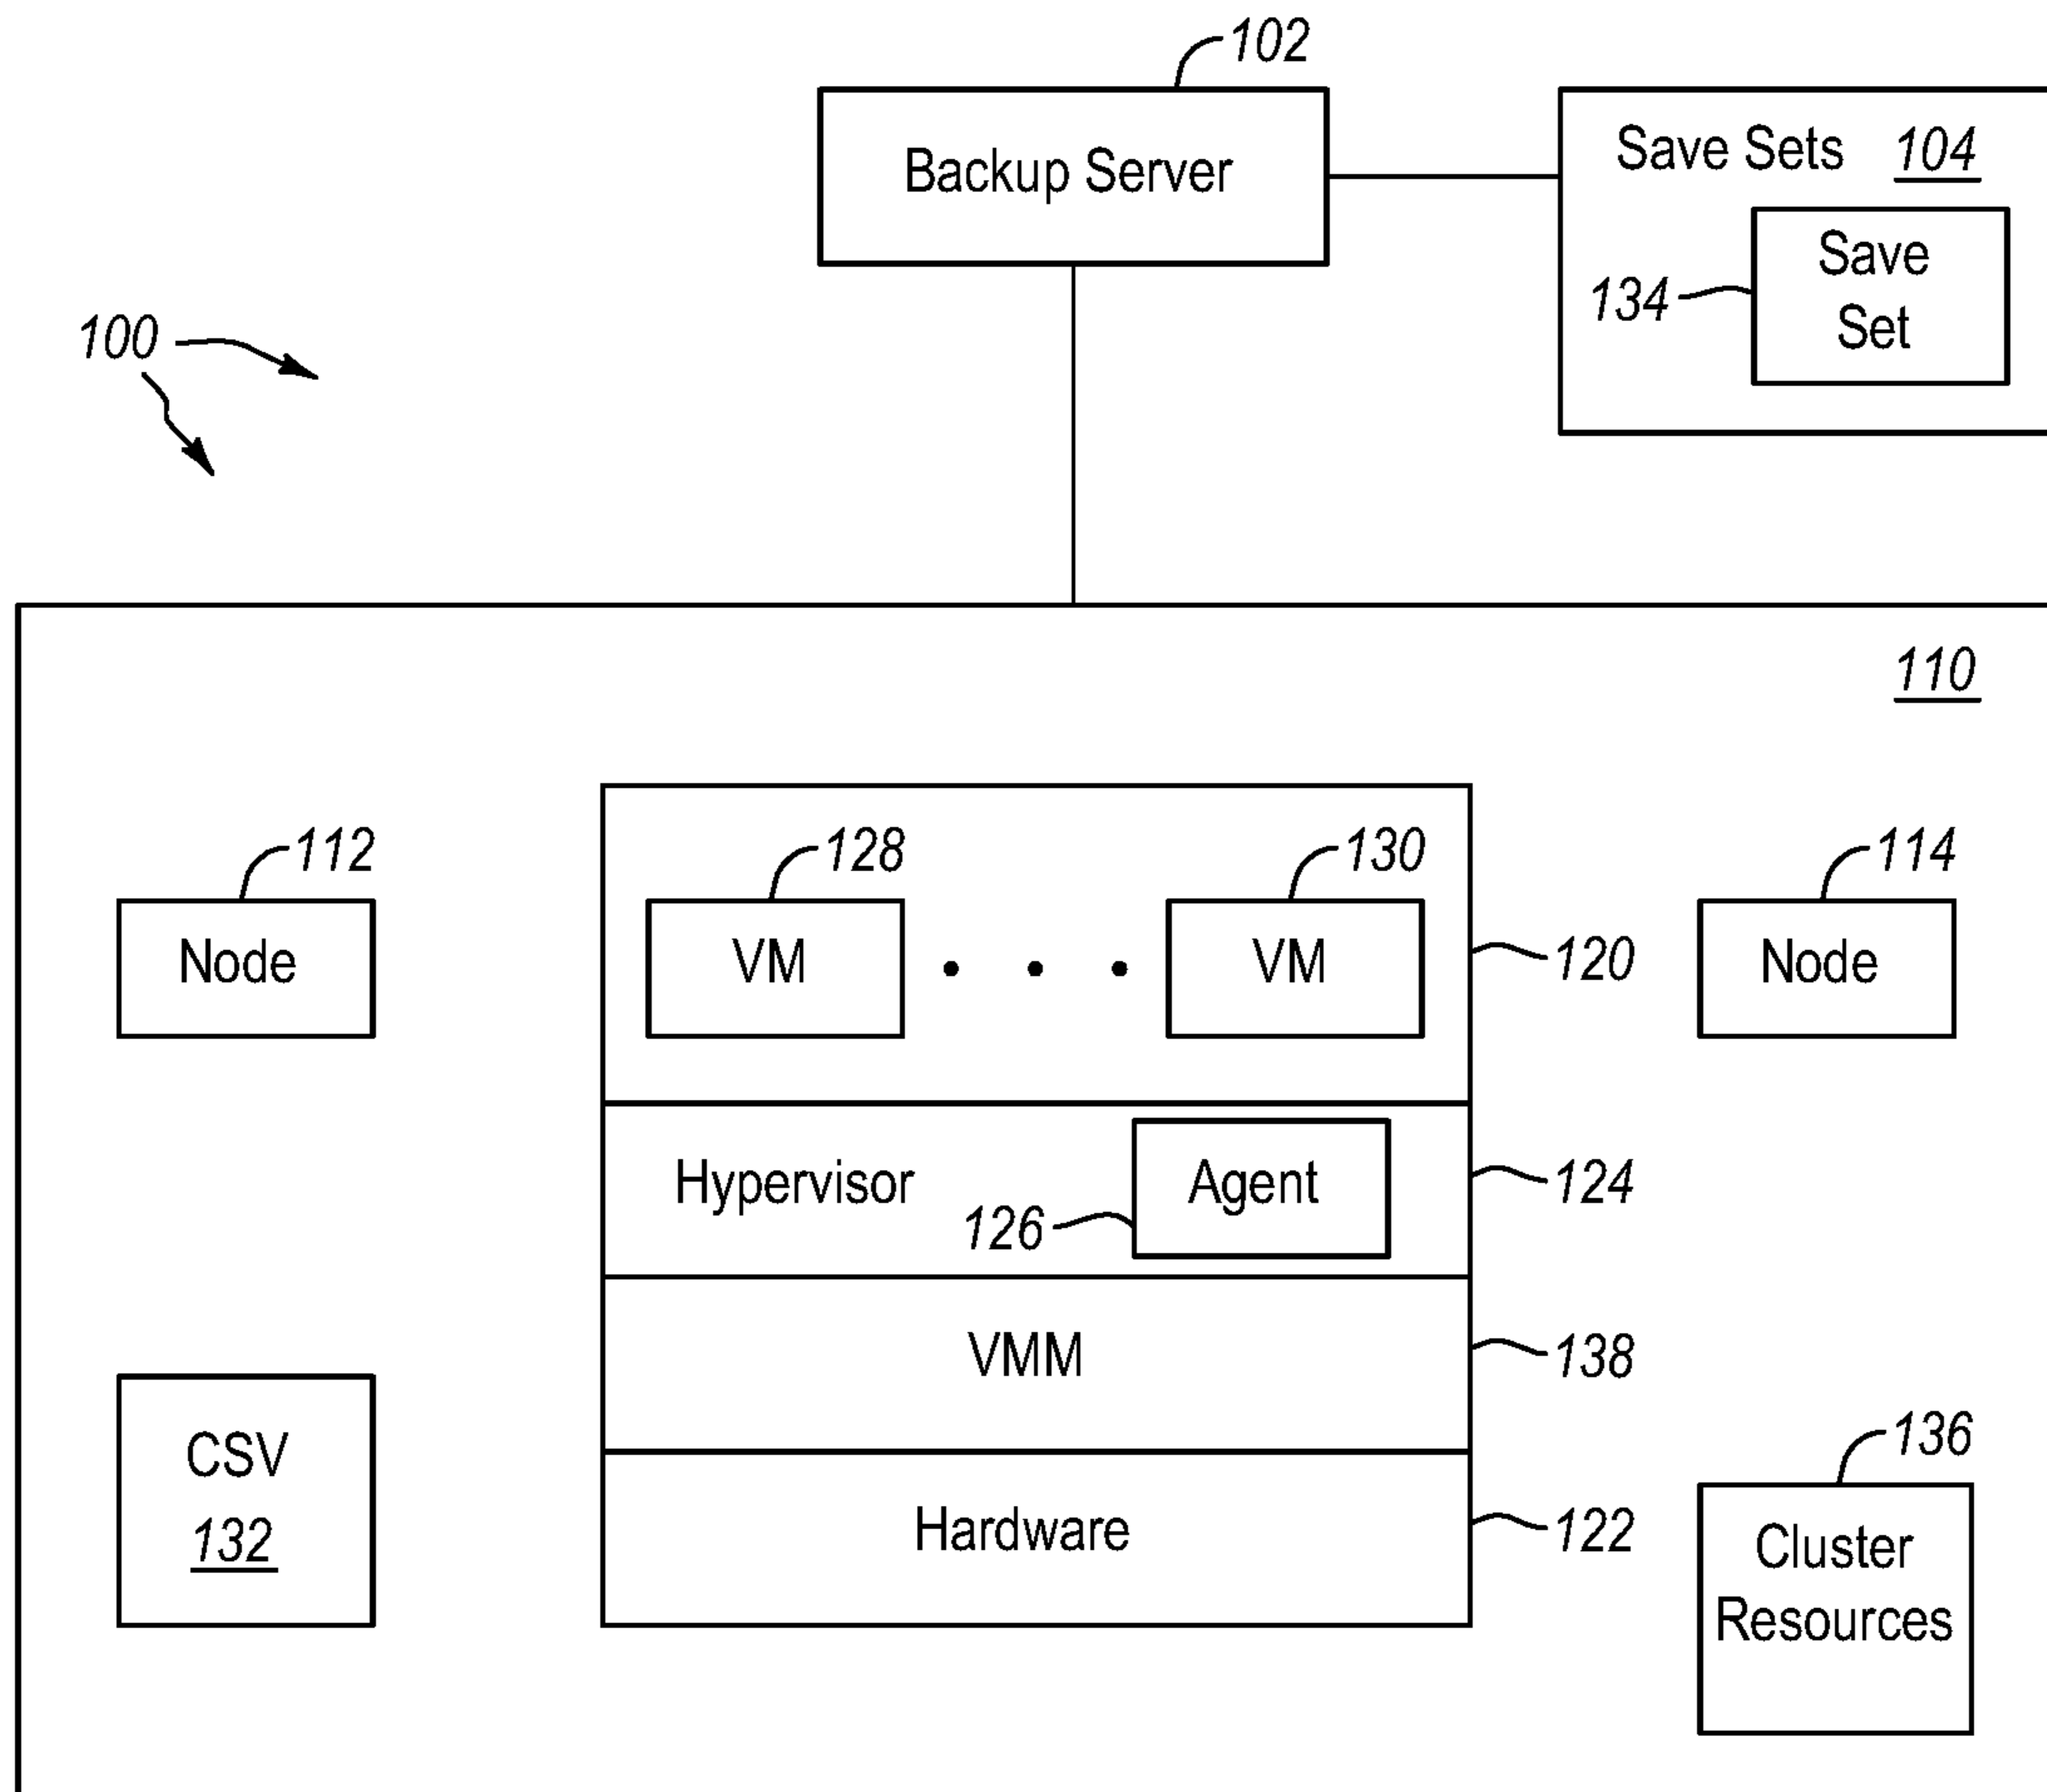 102
Backup Server
Save Sets 104
Save
Set
134
100
110
112
Node
128
VM
130
VM
120
114
Node
Hypervisor
Agent
126
124
VMM
138
CSV
132
Hardware
122
136
Cluster
Resources